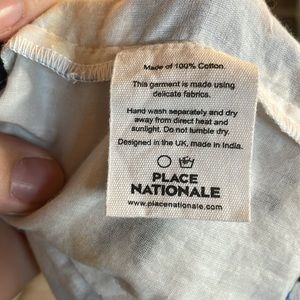 Made of 100% Cotton.
This garment is made using
delicate fabrics.
Hand wash separately and dry
away from direct heat and
sunlight. Do not tumble dry.
Designed in the UK, made in India.
PLACE
NATIONALE
www.placenationale.com